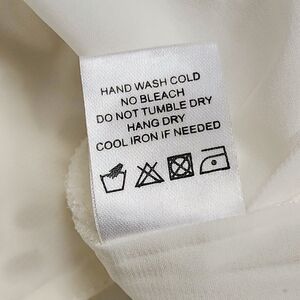 HAND WASH COLD
NO BLEACH
DO NOT TUMBLE DRY
HANG DRY
COOL IRON IF NEEDED